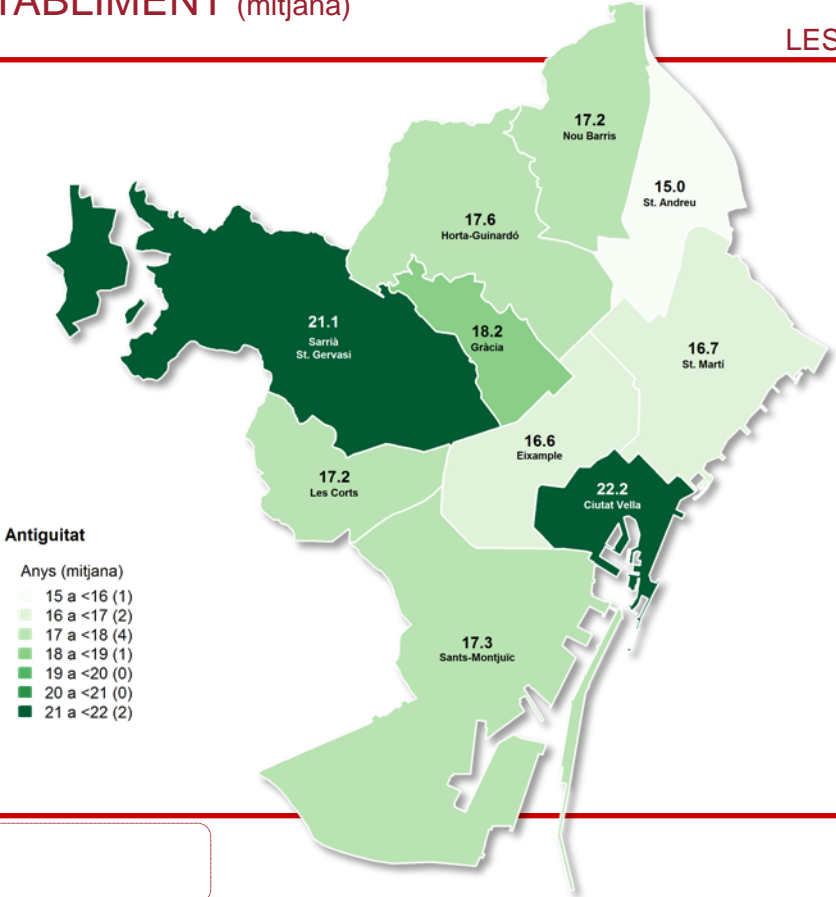 TABLIMENT (mitjana)
LES
17.2
Nou Barris
15.0
St. Andreu
17.6
Horta-Guinardó
21.1
Sarrià
St. Gervasi
18.2
Gràcia
16.7
St. Martí
16.6
Eixample
17.2
Les Corts
22.2
Ciutat Vella
17.3
Sants-Montjuïc
Antiguitat
Anys (mitjana)
15 a <16 (1)
16 a <17 (2)
17 a <18 (4)
18 a <19 (1)
19 a <20 (0)
20 a <21 (0)
21 a <22 (2)